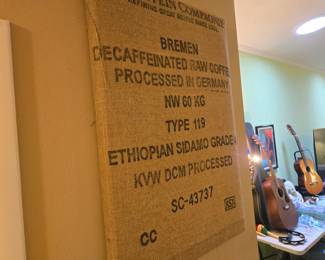 COMPANY
BREMEN
DECAFFEINATED RAW COFFE
PROCESSED IN GERMANY
NW 60 KG
TYPE 119
ETHIOPIAN SIDAMO GRADE
KVW DCM PROCESSED
SC-43737
CC